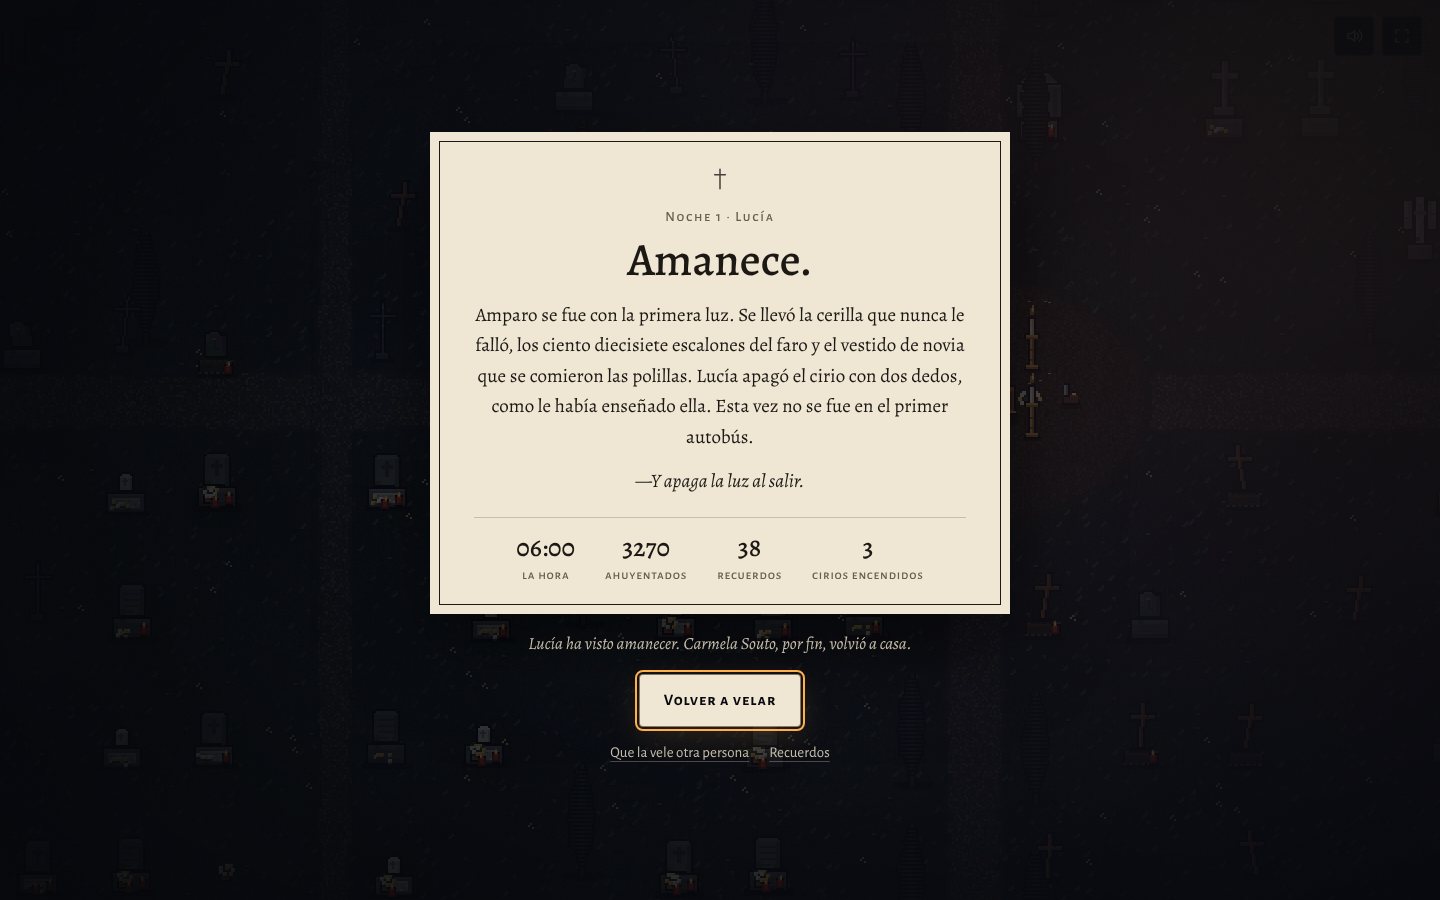 Noche 1 · Lucía
Amanece.
Amparo se fue con la primera luz. Se llevó la cerilla que nunca le
falló, los ciento diecisiete escalones del faro y el vestido de novia
que se comieron las polillas. Lucía apagó el cirio con dos dedos,
como le había enseñado ella. Esta vez no se fue en el primer
autobús.
—Y apaga la luz al salir.
06:00 3270 38 3
LA HORA AHUYENTADOS RECUERDOS CIRIOS ENCENDIDOS
Lucía ha visto amanecer. Carmela Souto, por fin, volvió a casa.
Volver a velar
Que la vele otra persona Recuerdos